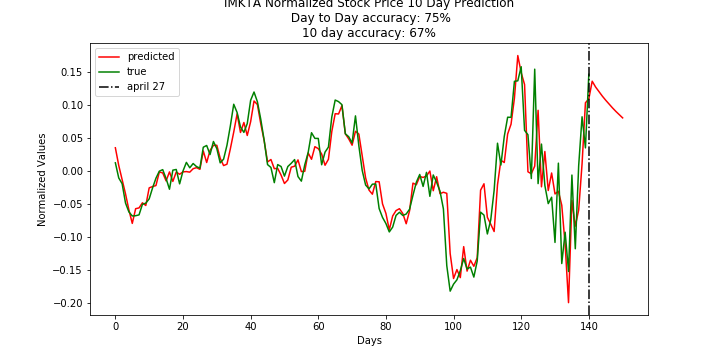 IMKTA Normalized Stock Price 10 Day Prediction
Day to Day accuracy: 75%
10 day accuracy: 67%
predicted
true
april 27
Normalized Values
0.15
0.10
0.05
0.00
−0.05
−0.10
−0.15
−0.20
0 20 40 60 80 100 120 140
Days